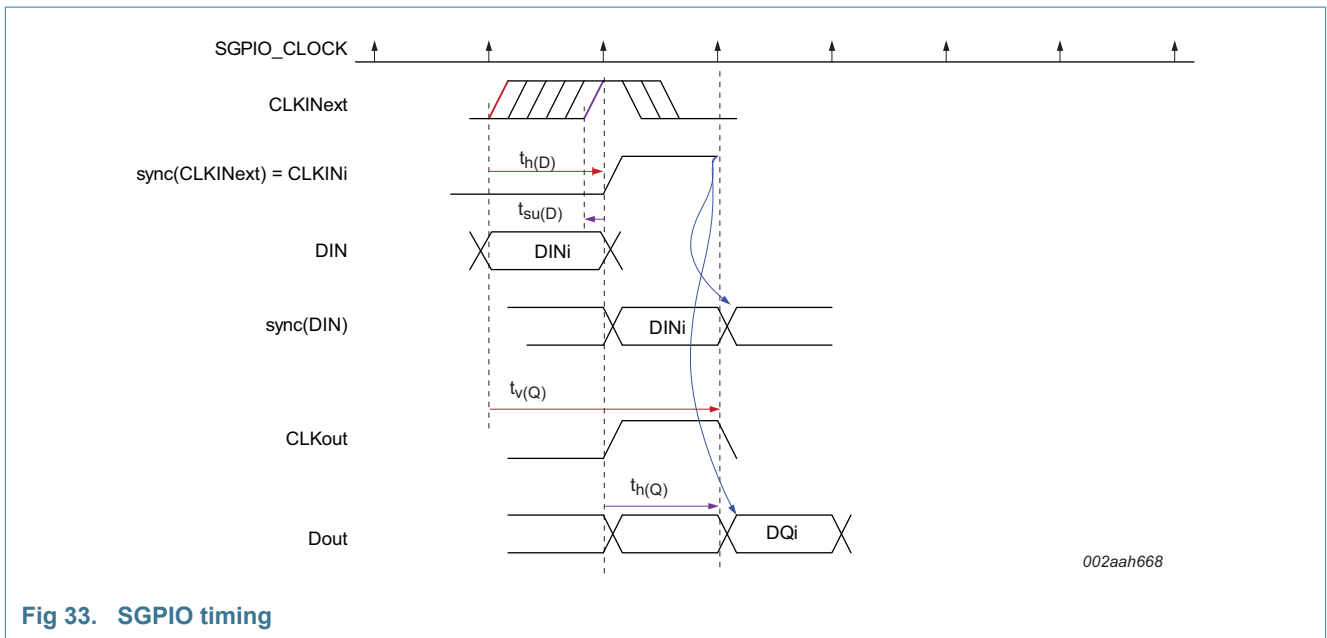 SGPIO_CLOCK
CLKINext
sync(CLKINext) = CLKINi
th(D)
tsu(D)
DIN
DINi
sync(DIN)
DINi
tv(Q)
CLKout
th(Q)
Dout
DQi
002aah668
Fig 33. SGPIO timing